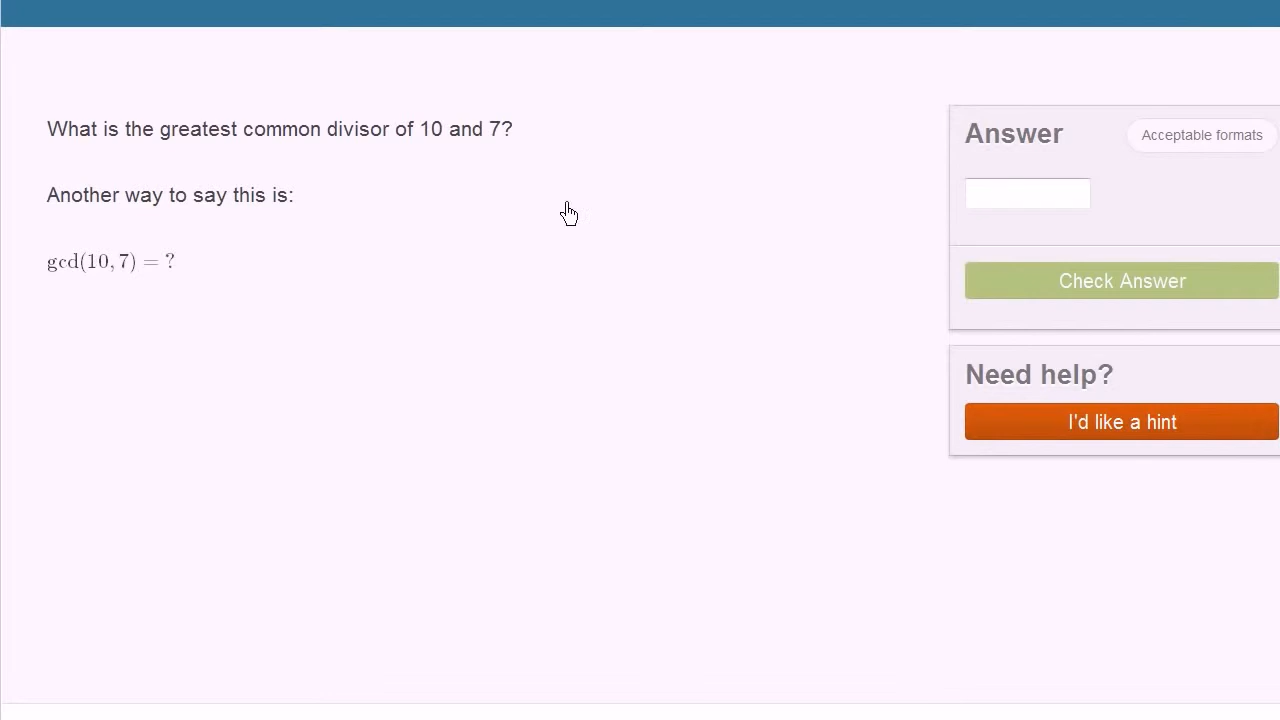 What is the greatest common divisor of 10 and 7?
Another way to say this is:
gcd(10, 7) = ?
Answer
Acceptable formats
Check Answer
Need help?
I'd like a hint